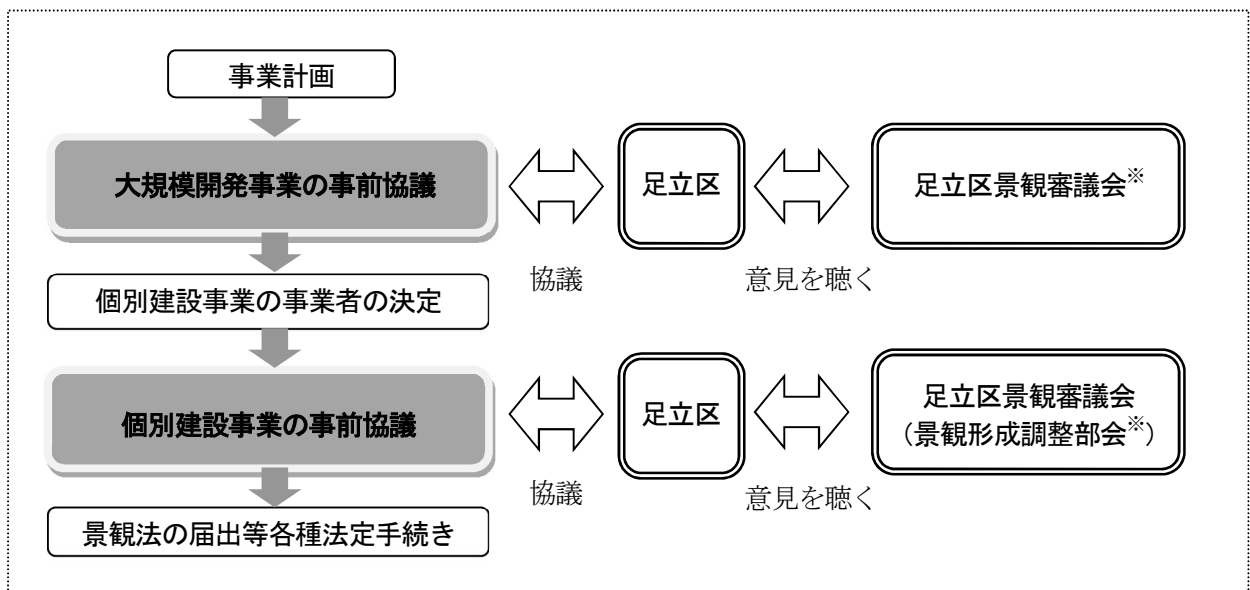 事業計画
大規模開発事業の事前協議
足立区
足立区景観審議会※
協議
意見を聴く
個別建設事業の事業者の決定
個別建設事業の事前協議
足立区
足立区景観審議会
（景観形成調整部会※）
協議
意見を聴く
景観法の届出等各種法定手続き